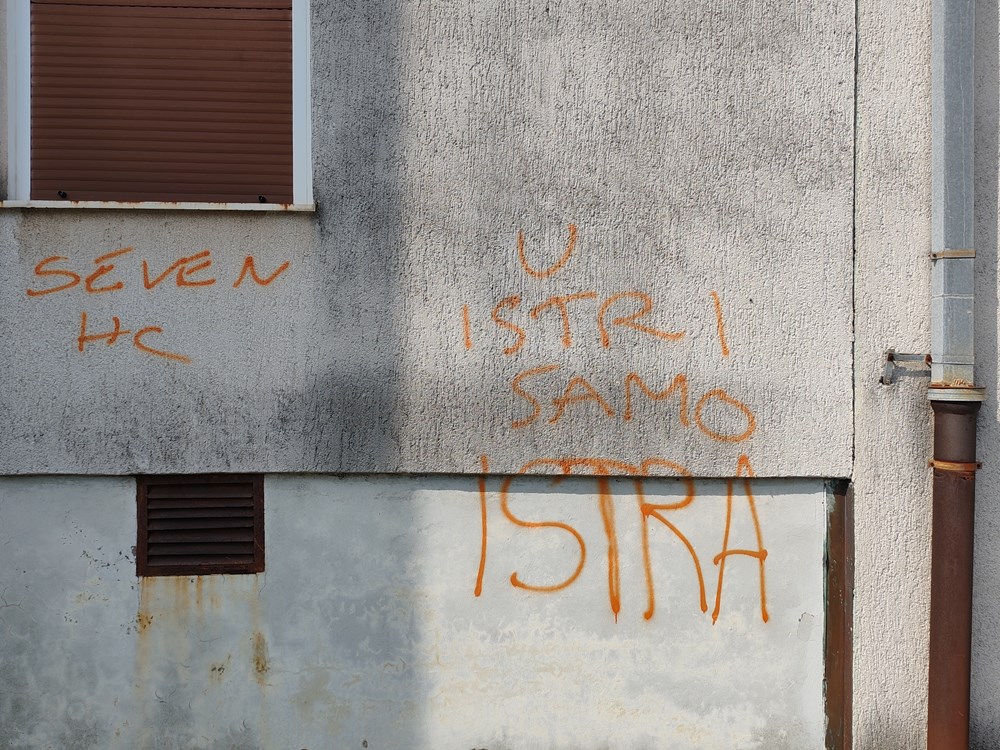 SEVEN
HC
U
ISTRI
SAMO
ISTRA